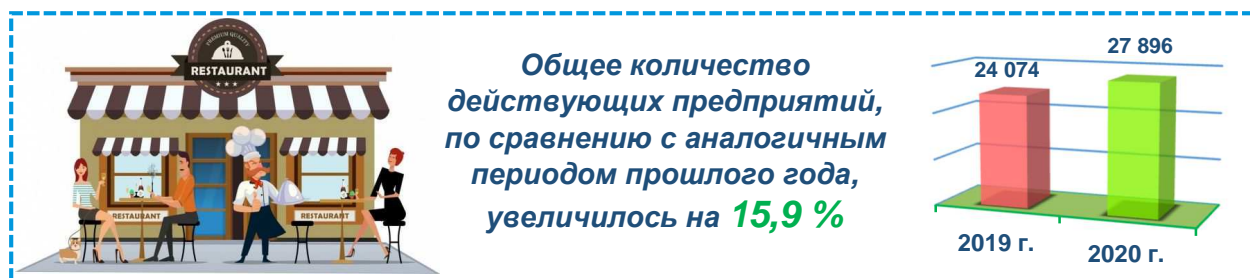 PREMIUM QUALITY
RESTAURANT
RESTAURANT
RESTAURANT
Общее количество
действующих предприятий,
по сравнению с аналогичным
периодом прошлого года,
увеличилось на 15,9 %
27 896
24 074
2019 г.
2020 г.